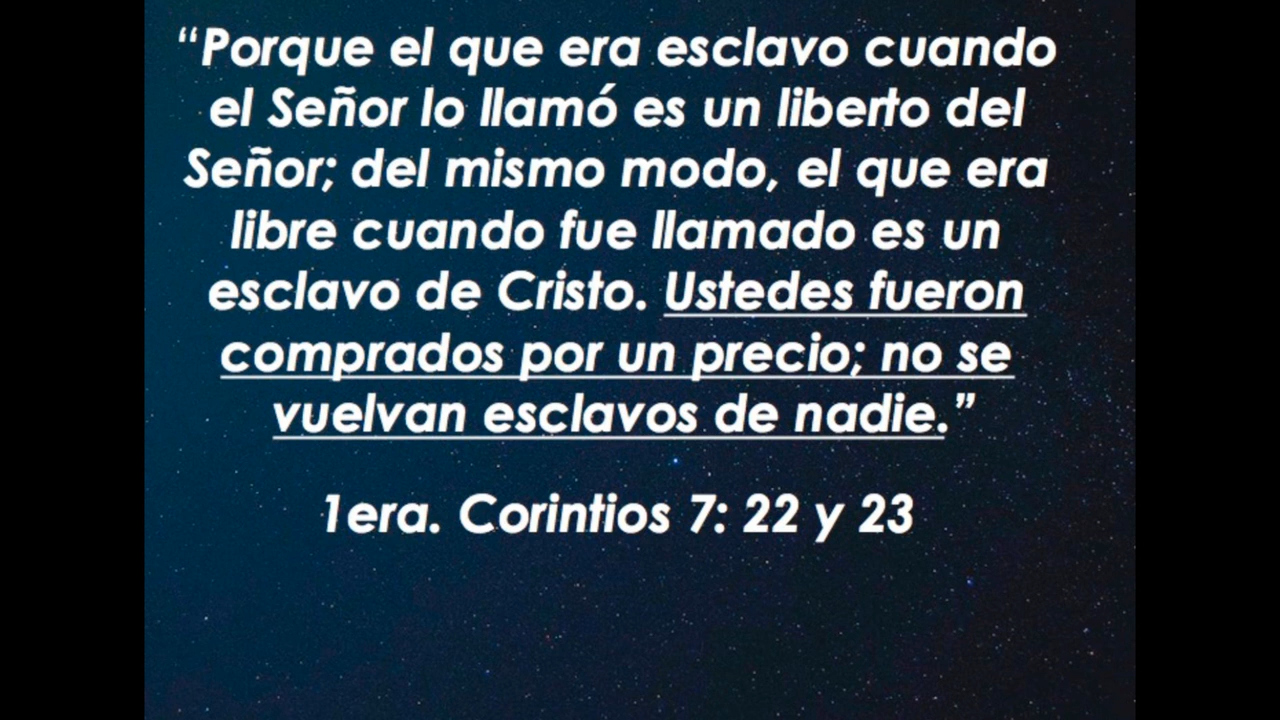 “Porque el que era esclavo cuando
el Señor lo llamó es un liberto del
Señor; del mismo modo, el que era
libre cuando fue llamado es un
esclavo de Cristo. Ustedes fueron
comprados por un precio; no se
vuelvan esclavos de nadie.”
1era. Corintios 7: 22 y 23